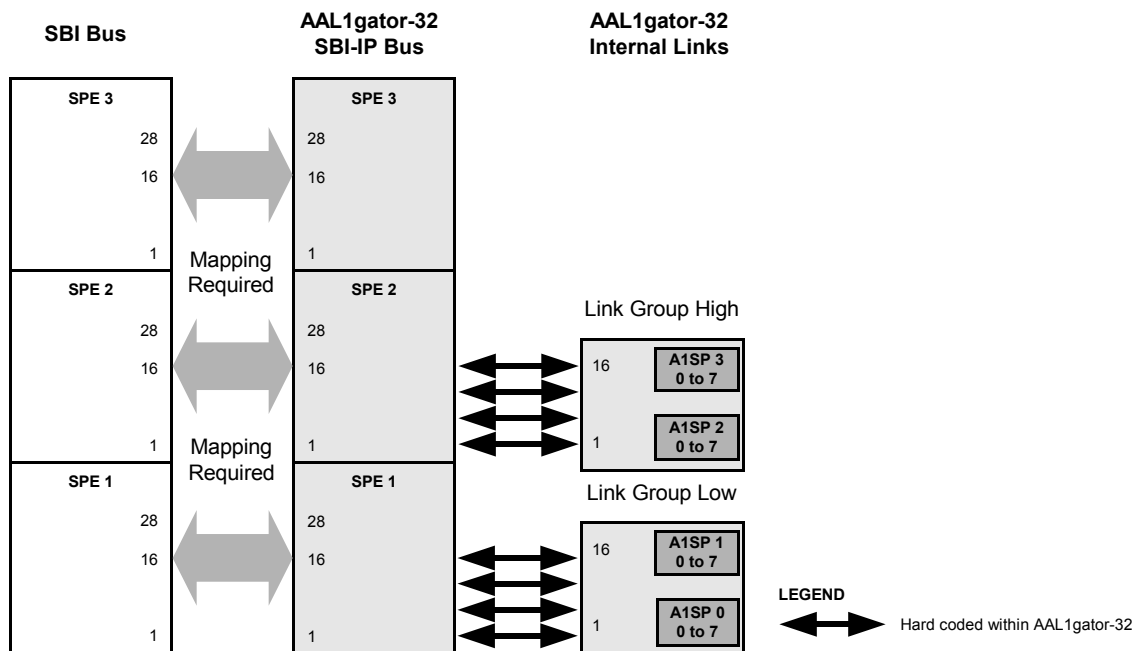 SBI Bus
AAL1gator-32
SBI-IP Bus
AAL1gator-32
Internal Links
SPE 3
28
16
1
SPE 3
28
16
1
Mapping
Required
SPE 2
28
16
1
SPE 2
28
16
1
Link Group High
16
A1SP 3
0 to 7
1
A1SP 2
0 to 7
Mapping
Required
SPE 1
28
16
1
SPE 1
28
16
1
Link Group Low
16
A1SP 1
0 to 7
1
A1SP 0
0 to 7
LEGEND
Hard coded within AAL1gator-32